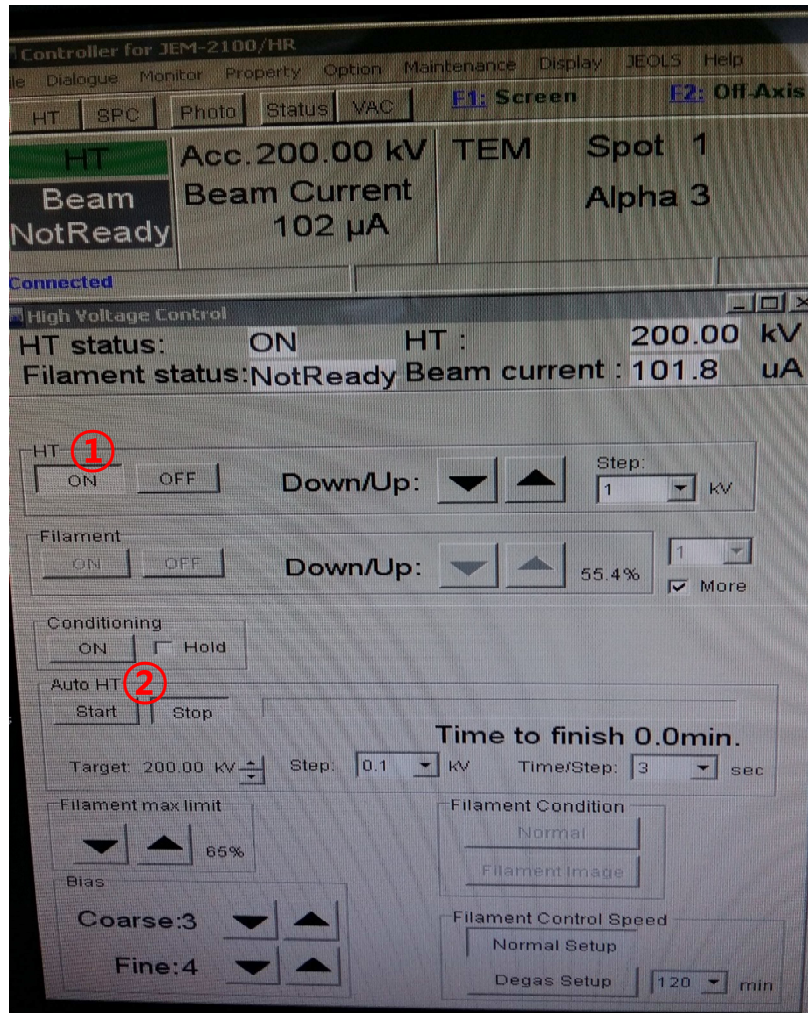 Controller for JEM-2100/HR
le Dialogue Monitor Property Option Maintenance Display JEOLS Help
HT SPC Photo Status VAC F1: Screen F2: Off-Axis
HT Acc. 200.00 kV TEM Spot 1
Beam NotReady Beam Current 102 µA Alpha 3
Connected
High Voltage Control
HT status: ON HT : 200.00 kV
Filament status: NotReady Beam current : 101.8 uA
HT ①
ON OFF Down/Up: Step: 1 kV
Filament
ON OFF Down/Up: 55.4% 1
More
Conditioning
ON Hold
Auto HT ②
Start Stop
Time to finish 0.0min.
Target: 200.00 kV Step: 0.1 kV Time/Step: 3 sec
Filament max limit Filament Condition
65% Normal
Filament Image
Bias
Coarse:3 Filament Control Speed
Normal Setup
Fine:4 Degas Setup 120 min